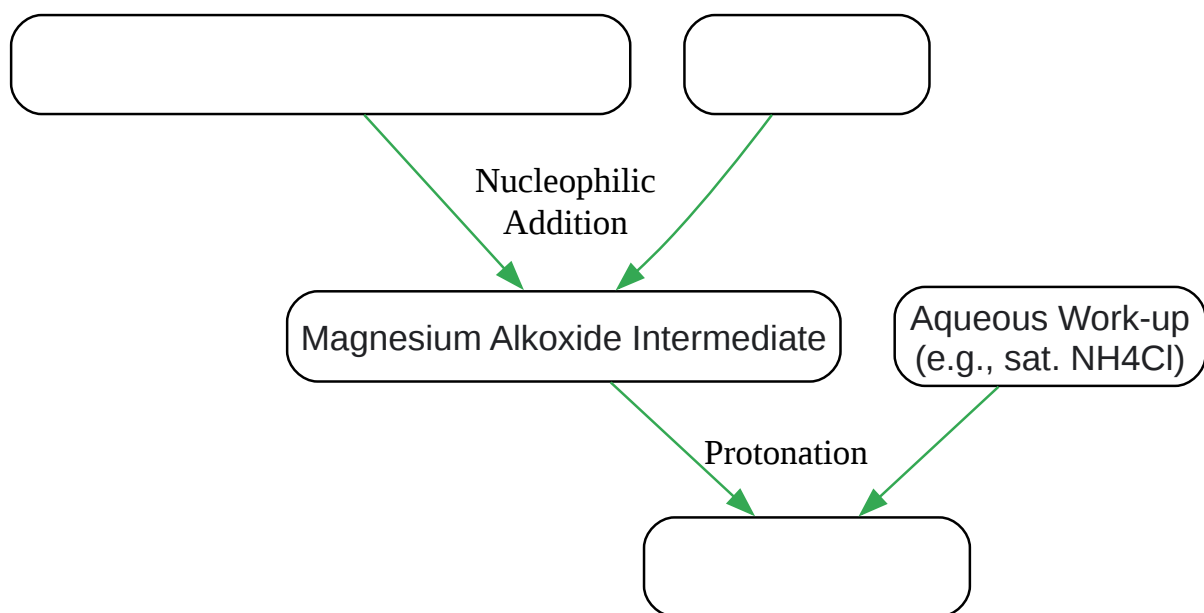 Nucleophilic
Addition
Magnesium Alkoxide Intermediate
Aqueous Work-up
(e.g., sat. NH4Cl)
Protonation